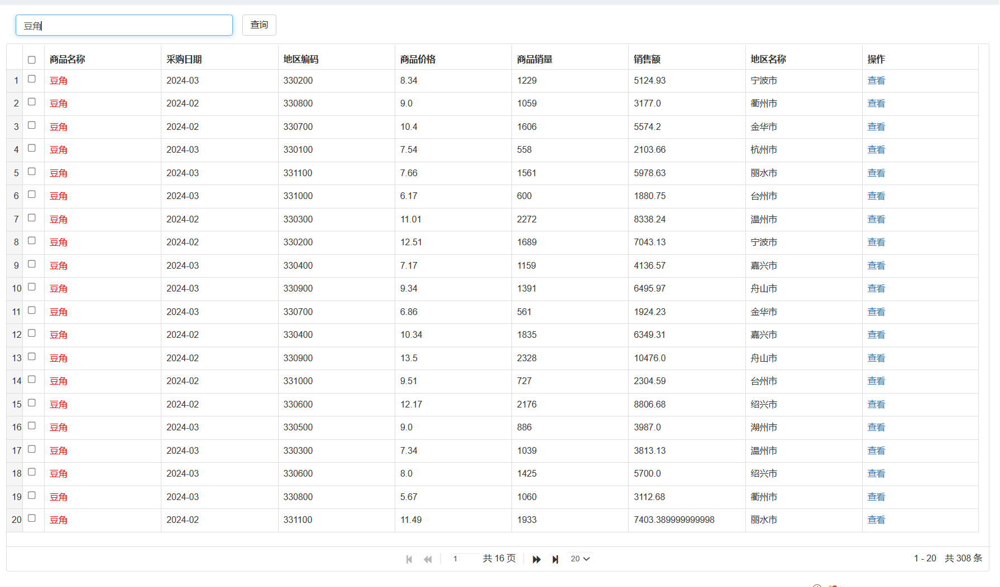 豆角 查询
商品名称 采购日期 地区编码 商品价格 商品销量 销售额 地区名称 操作
1 豆角 2024-03 330200 8.34 1229 5124.93 宁波市 查看
2 豆角 2024-02 330800 9.0 1059 3177.0 衢州市 查看
3 豆角 2024-02 330700 10.4 1606 5574.2 金华市 查看
4 豆角 2024-03 330100 7.54 558 2103.66 杭州市 查看
5 豆角 2024-03 331100 7.66 1561 5978.63 丽水市 查看
6 豆角 2024-03 331000 6.17 600 1880.75 台州市 查看
7 豆角 2024-02 330300 11.01 2272 8338.24 温州市 查看
8 豆角 2024-02 330200 12.51 1689 7043.13 宁波市 查看
9 豆角 2024-03 330400 7.17 1159 4136.57 嘉兴市 查看
10 豆角 2024-03 330900 9.34 1391 6495.97 舟山市 查看
11 豆角 2024-03 330700 6.86 561 1924.23 金华市 查看
12 豆角 2024-02 330400 10.34 1835 6349.31 嘉兴市 查看
13 豆角 2024-02 330900 13.5 2328 10476.0 舟山市 查看
14 豆角 2024-02 331000 9.51 727 2304.59 台州市 查看
15 豆角 2024-02 330600 12.17 2176 8806.68 绍兴市 查看
16 豆角 2024-03 330500 9.0 886 3987.0 湖州市 查看
17 豆角 2024-03 330300 7.34 1039 3813.13 温州市 查看
18 豆角 2024-03 330600 8.0 1425 5700.0 绍兴市 查看
19 豆角 2024-03 330800 5.67 1060 3112.68 衢州市 查看
20 豆角 2024-02 331100 11.49 1933 7403.389999999998 丽水市 查看
1 共 16 页 20 1 - 20 共 308 条